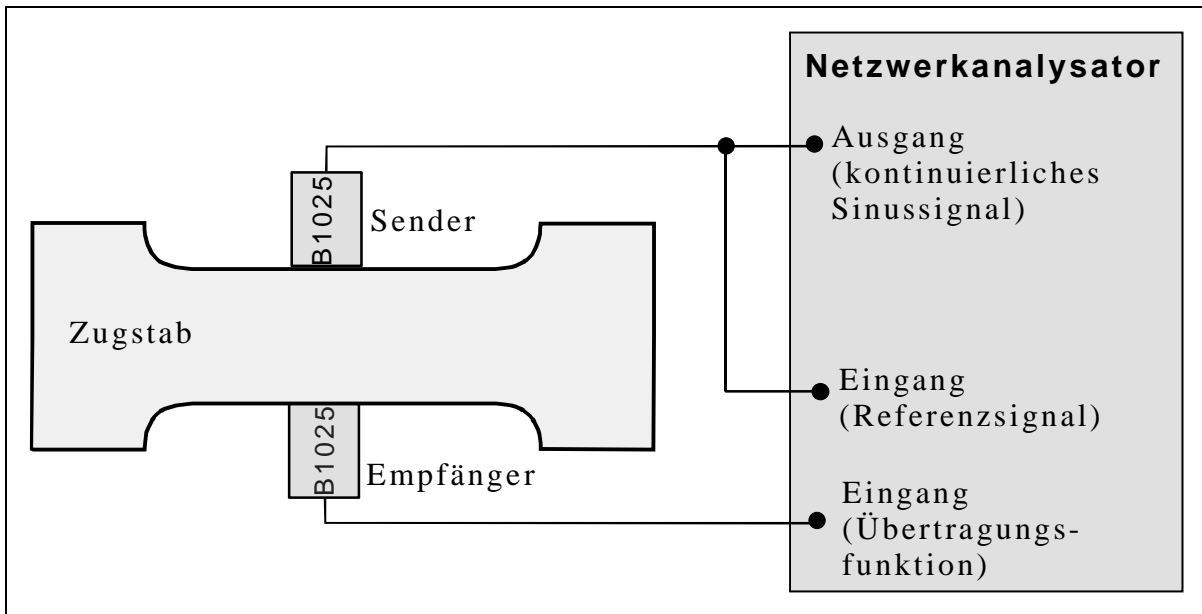 Netzwerkanalysator
Ausgang
(kontinuierliches
Sinussignal)
B1025
Sender
Zugstab
Eingang
(Referenzsignal)
B1025
Empfänger
Eingang
(Übertragungs-
funktion)